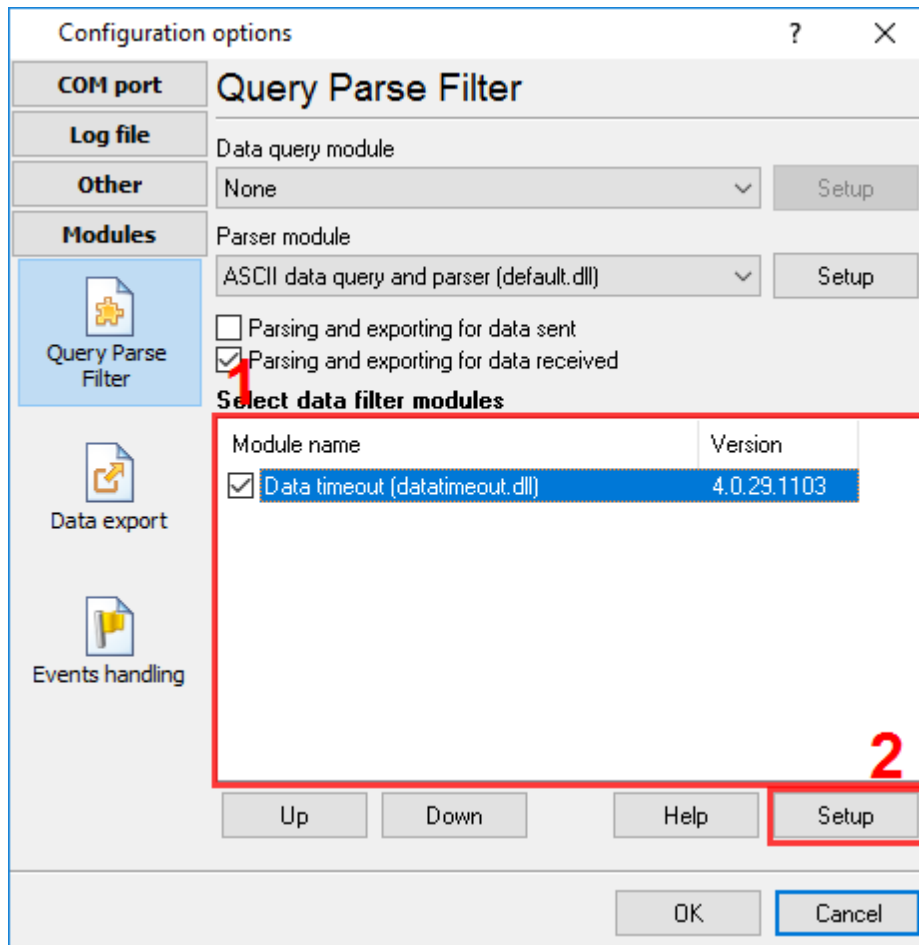 Configuration options
?
COM port
Log file
Other
Modules
Query Parse
Filter
Data export
Events handling
Query Parse Filter
Data query module
None
Setup
Parser module
ASCII data query and parser (default.dll)
Setup
Parsing and exporting for data sent
Parsing and exporting for data received
1
Select data filter modules
Module name Version
Data timeout (datatimeout.dll) 4.0.29.1103
2
Up Down Help Setup
OK Cancel